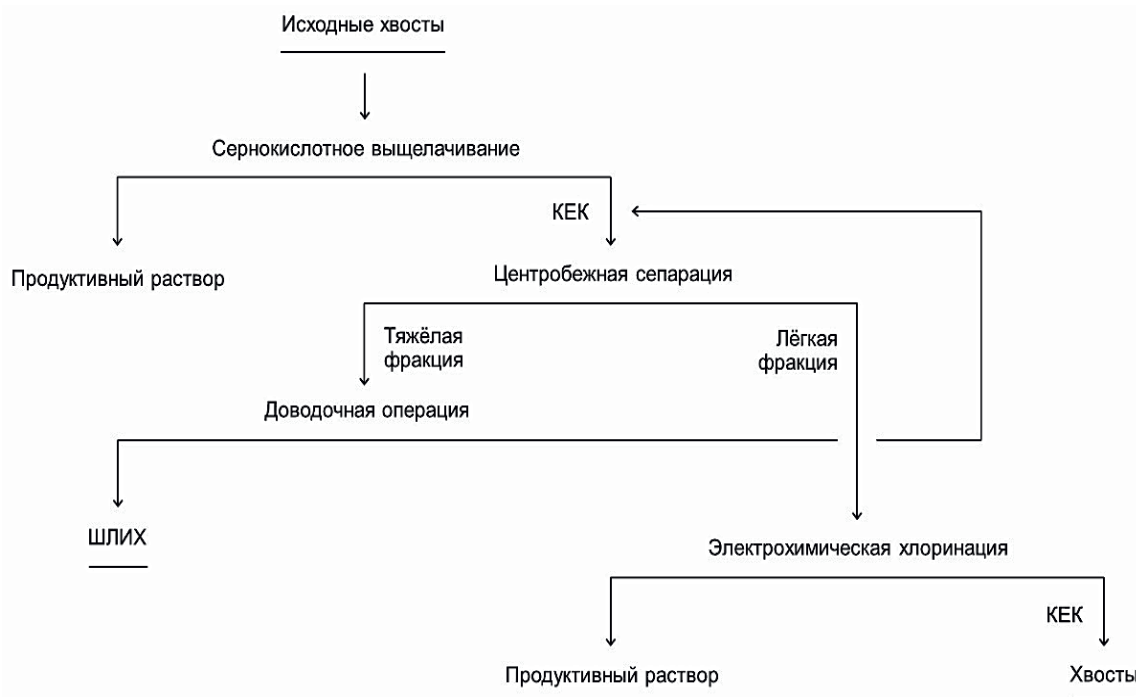 Исходные хвосты
Сернокислотное выщелачивание
КЕК
Продуктивный раствор
Центробежная сепарация
Тяжёлая
фракция
Лёгкая
фракция
Доводочная операция
ШЛИХ
Электрохимическая хлоринация
КЕК
Продуктивный раствор
Хвосты